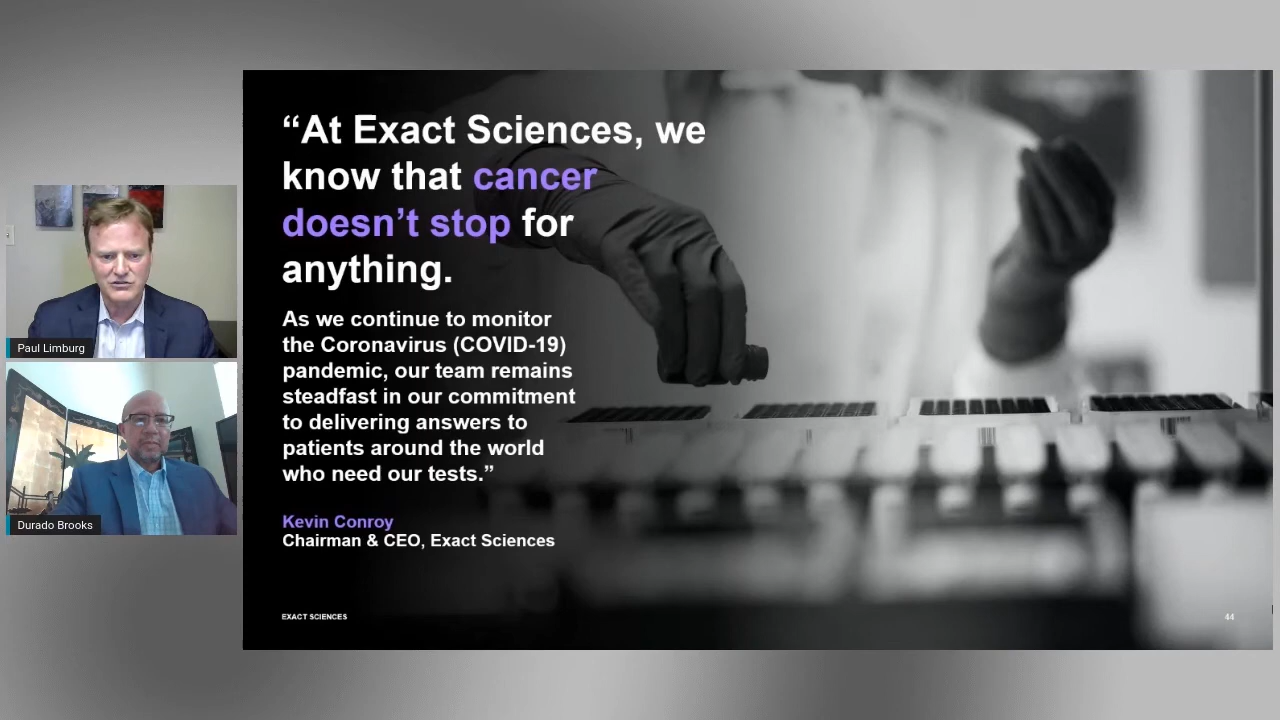 “At Exact Sciences, we
know that cancer
doesn’t stop for
anything.
As we continue to monitor
the Coronavirus (COVID-19)
pandemic, our team remains
steadfast in our commitment
to delivering answers to
patients around the world
who need our tests.”
Kevin Conroy
Chairman & CEO, Exact Sciences
EXACT SCIENCES
44
Paul Limburg
Durado Brooks